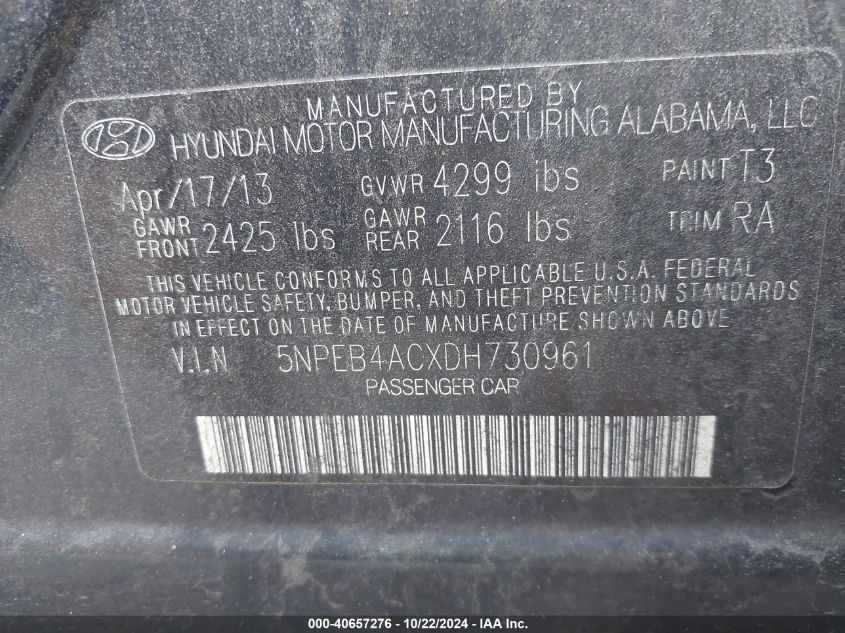 MANUFACTURED BY
HYUNDAI MOTOR MANUFACTURING ALABAMA, LLC
Apr/17/13 GVWR 4299 lbs PAINT T3
GAWR FRONT 2425 lbs GAWR REAR 2116 lbs TRIM RA
THIS VEHICLE CONFORMS TO ALL APPLICABLE U.S.A. FEDERAL
MOTOR VEHICLE SAFETY, BUMPER, AND THEFT PREVENTION STANDARDS
IN EFFECT ON THE DATE OF MANUFACTURE SHOWN ABOVE.
V.I.N 5NPEB4ACXDH730961
PASSENGER CAR
000-40657276 - 10/22/2024 - IAA Inc.